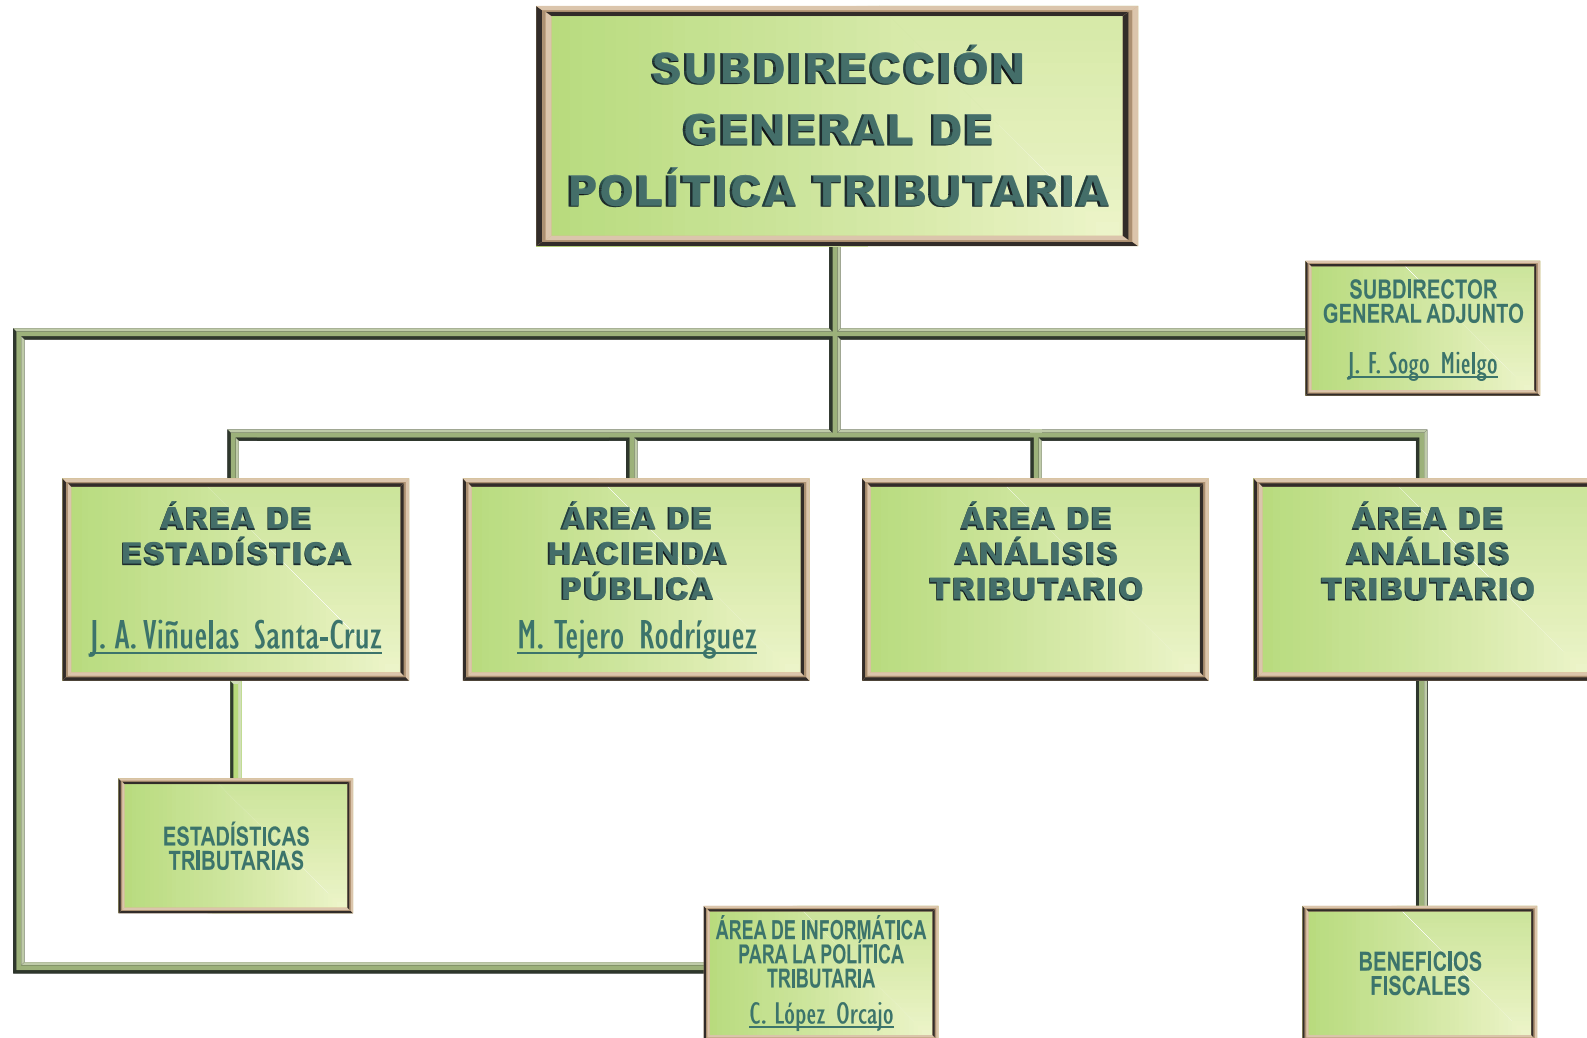 SUBDIRECCIÓN
GENERAL DE
POLÍTICA TRIBUTARIA
SUBDIRECTOR
GENERAL ADJUNTO
J. F. Sogo Mielgo
ÁREA DE
ESTADÍSTICA
J. A. Viñuelas Santa-Cruz
ÁREA DE
HACIENDA
PÚBLICA
M. Tejero Rodríguez
ÁREA DE
ANÁLISIS
TRIBUTARIO
ÁREA DE
ANÁLISIS
TRIBUTARIO
ESTADÍSTICAS
TRIBUTARIAS
ÁREA DE INFORMÁTICA
PARA LA POLÍTICA
TRIBUTARIA
C. López Orcajo
BENEFICIOS
FISCALES